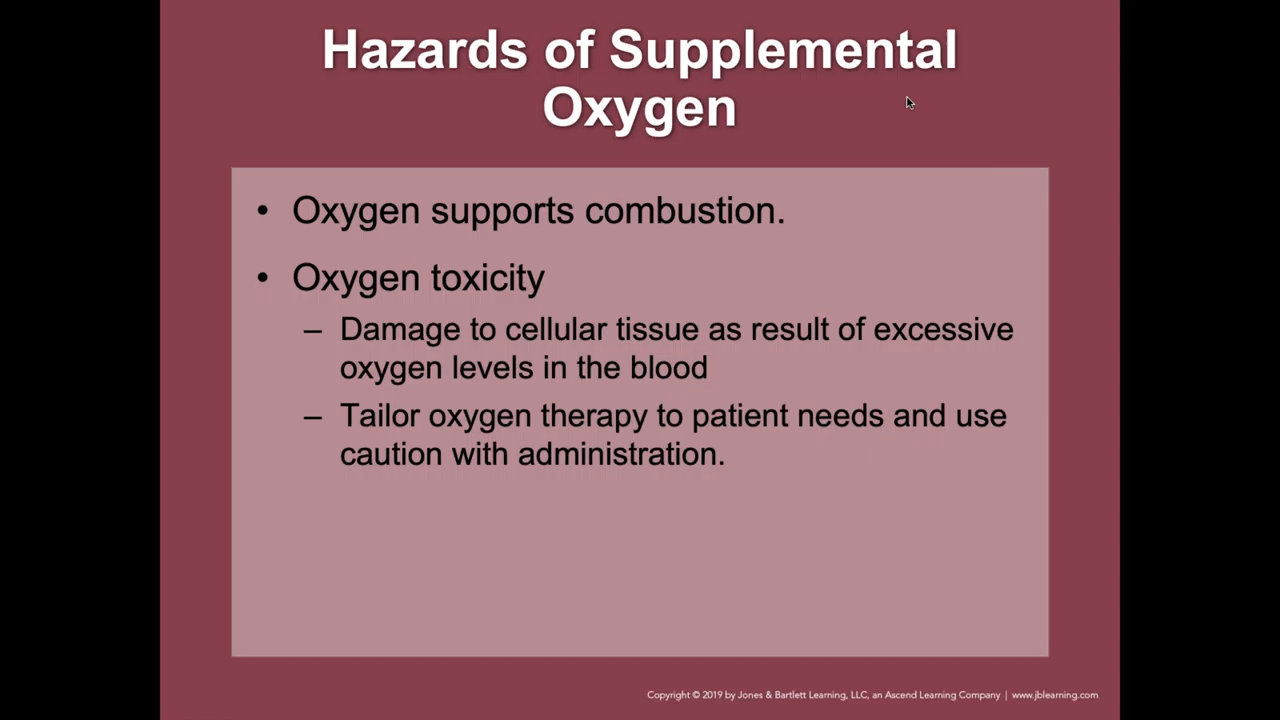 Hazards of Supplemental
Oxygen
• Oxygen supports combustion.
• Oxygen toxicity
– Damage to cellular tissue as result of excessive
oxygen levels in the blood
– Tailor oxygen therapy to patient needs and use
caution with administration.
Copyright © 2019 by Jones & Bartlett Learning, LLC, an Ascend Learning Company | www.jblearning.com